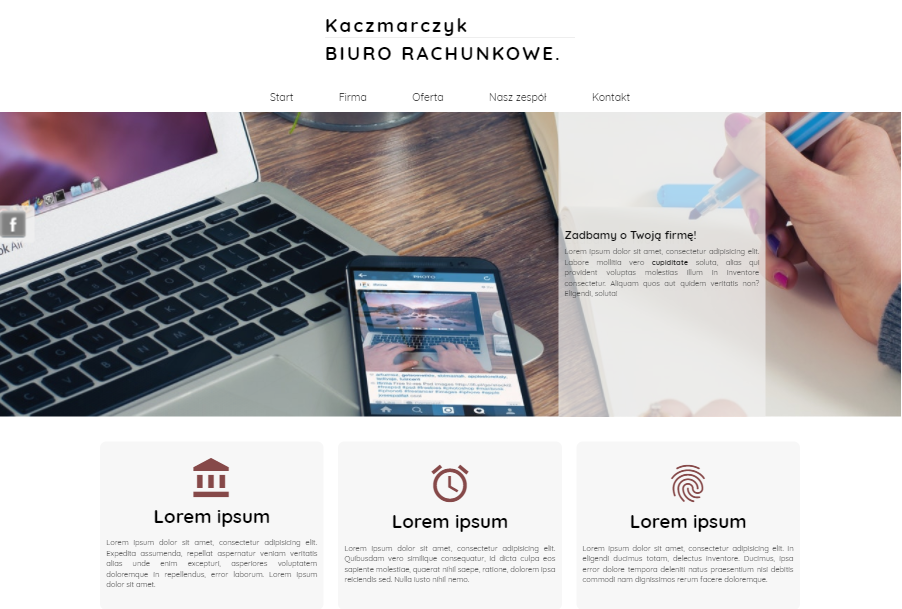 Kaczmarczyk
BIURO RACHUNKOWE.
Start Firma Oferta Nasz zespół Kontakt
f
Zadbamy o Twoją firmę!
Lorem ipsum dolor sit amet, consectetur adipisicing elit.
Labore mollitia vero cupiditate soluta, alias qui
provident voluptas molestias illum in inventore
consectetur. Aliquam quos aut quidem veritatis non?
Eligendi, soluta!
Lorem ipsum
Lorem ipsum dolor sit amet, consectetur adipisicing elit.
Expedita assumenda, repellat aspernatur veniam veritatis
alias unde enim excepturi, asperiores voluptatem
doloremque in repellendus, error laborum. Lorem ipsum
dolor sit amet.
Lorem ipsum
Lorem ipsum dolor sit amet, consectetur adipisicing elit.
Quibusdam vero similique consequatur, id dicta culpa eos
sapiente molestiae, quaerat nihil saepe, ratione, dolorem ipsa
reiciendis sed. Nulla iusto nihil nemo.
Lorem ipsum
Lorem ipsum dolor sit amet, consectetur adipisicing elit. In
eligendi ducimus totam, delectus inventore. Ducimus, ipsa
error dolore tempora deleniti natus praesentium nisi debitis
commodi nam dignissimos rerum facere doloremque.